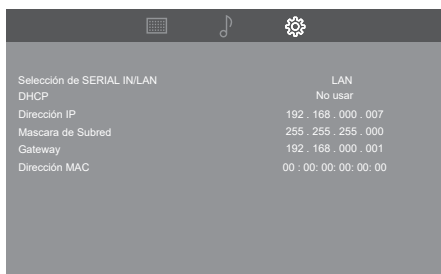 Selección de SERIAL IN/LAN LAN
DHCP No usar
Dirección IP 192 . 168 . 000 . 007
Mascara de Subred 255 . 255 . 255 . 000
Gateway 192 . 168 . 000 . 001
Dirección MAC 00 : 00: 00: 00: 00: 00